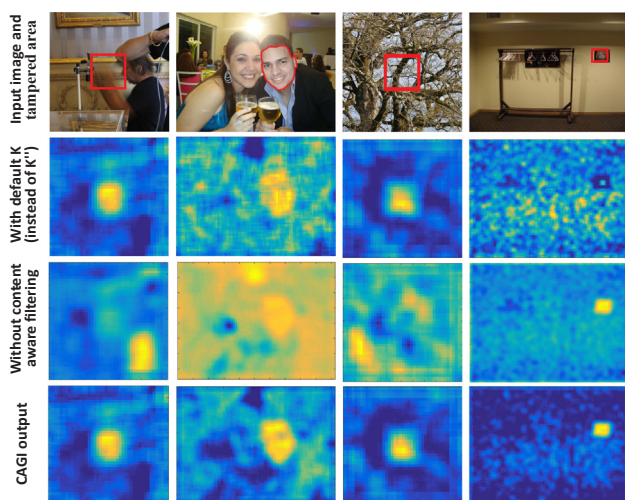 Input image and
tampered area
With default K
(instead of K'')
Without content
aware filtering
CAGI output